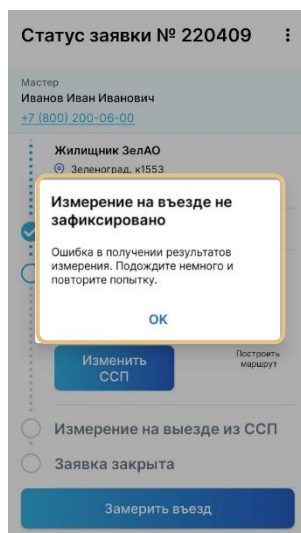 Статус заявки № 220409
Мастер
Иванов Иван Иванович
+7 (800) 200-06-00
Жилищник ЗелАО
Зеленоград, к1553
Измерение на въезде не
зафиксировано
Ошибка в получении результатов
измерения. Подождите немного и
повторите попытку.
ОК
Изменить
ССП
Построить
маршрут
Измерение на выезде из ССП
Заявка закрыта
Замерить въезд